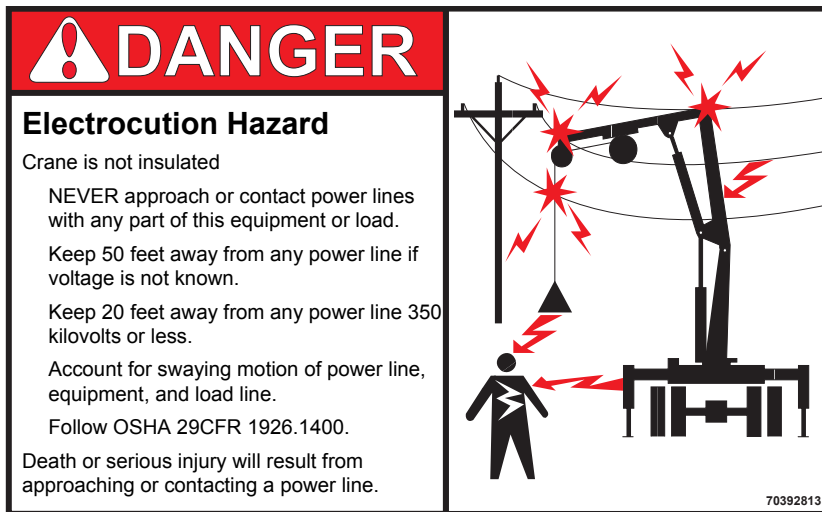 DANGER
Electrocution Hazard
Crane is not insulated
NEVER approach or contact power lines
with any part of this equipment or load.
Keep 50 feet away from any power line if
voltage is not known.
Keep 20 feet away from any power line 350
kilovolts or less.
Account for swaying motion of power line,
equipment, and load line.
Follow OSHA 29CFR 1926.1400.
Death or serious injury will result from
approaching or contacting a power line.
70392813